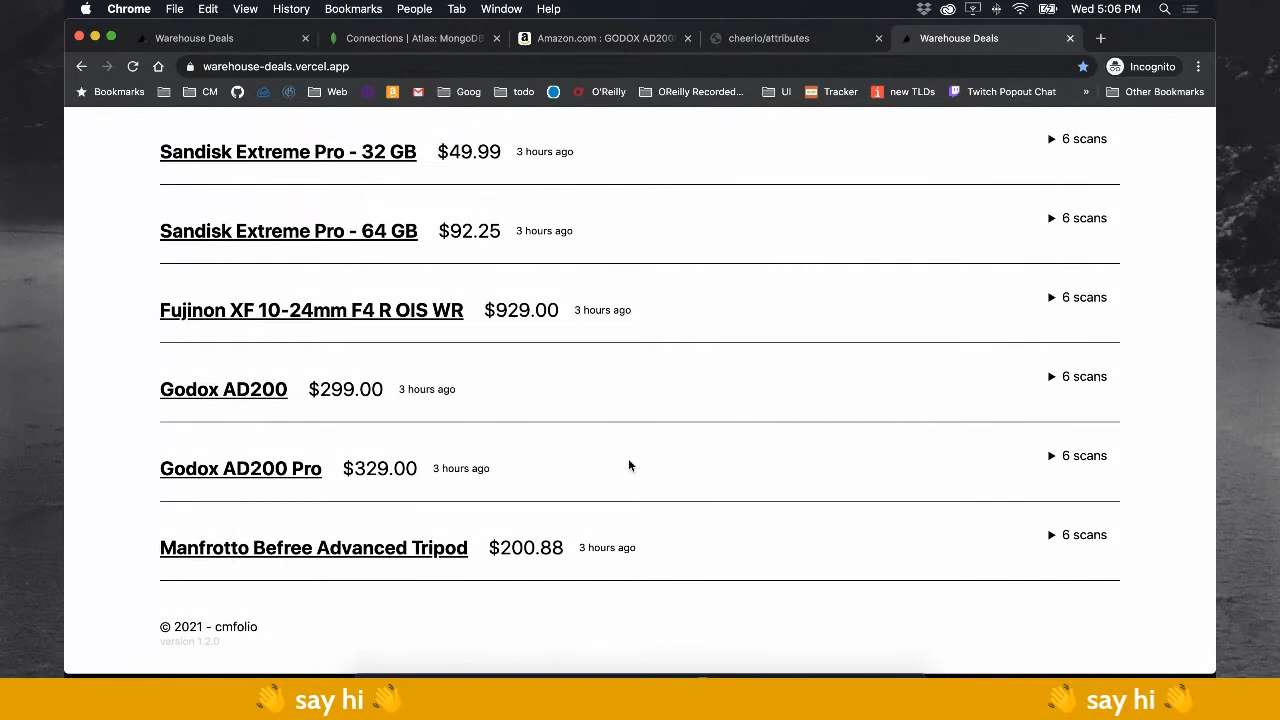 Chrome File Edit View History Bookmarks People Tab Window Help Wed 5:06 PM
Warehouse Deals Connections | Atlas: MongoDB Amazon.com : GODOX AD200 cheerio/attributes Warehouse Deals
warehouse-deals.vercel.app Incognito
Bookmarks CM Web Goog todo O'Reilly OReilly Recorded... UI Tracker new TLDs Twitch Popout Chat » Other Bookmarks
Sandisk Extreme Pro - 32 GB $49.99 3 hours ago ▶ 6 scans
Sandisk Extreme Pro - 64 GB $92.25 3 hours ago ▶ 6 scans
Fujinon XF 10-24mm F4 R OIS WR $929.00 3 hours ago ▶ 6 scans
Godox AD200 $299.00 3 hours ago ▶ 6 scans
Godox AD200 Pro $329.00 3 hours ago ▶ 6 scans
Manfrotto Befree Advanced Tripod $200.88 3 hours ago ▶ 6 scans
© 2021 - cmfolio
version 1.2.0
👋 say hi 👋 👋 say hi 👋